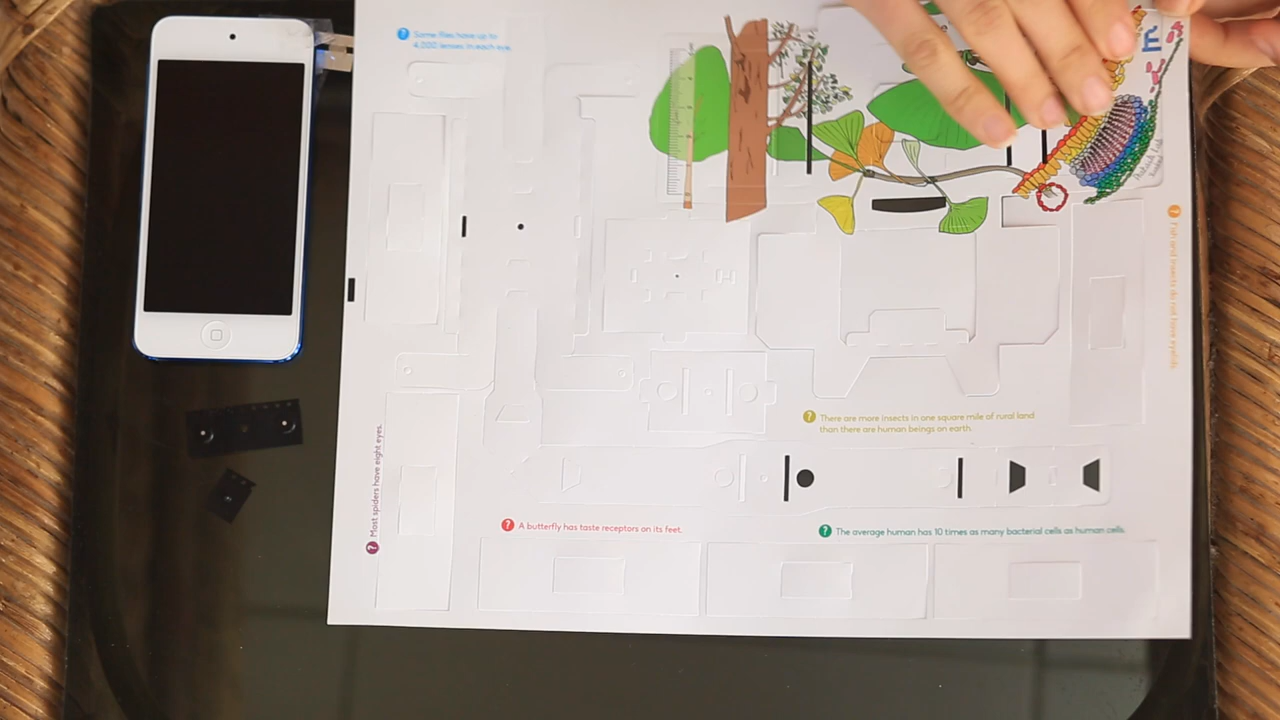 Some flies have up to
4,000 lenses in each eye.
Fish and insects do not have eyelids.
There are more insects in one square mile of rural land
than there are human beings on earth.
Most spiders have eight eyes.
A butterfly has taste receptors on its feet.
The average human has 10 times as many bacterial cells as human cells.